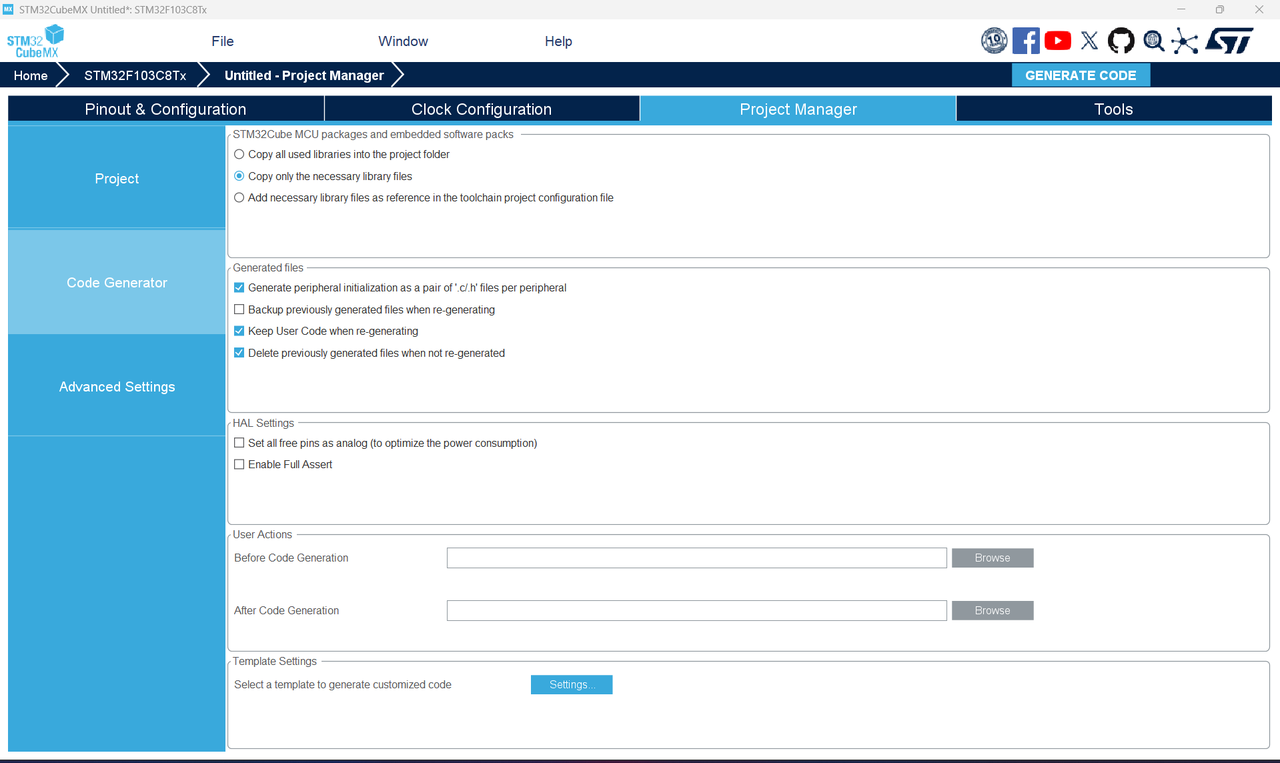 MX STM32CubeMX Untitled*: STM32F103C8Tx
STM32
CubeMX
File Window Help
10
Home STM32F103C8Tx Untitled - Project Manager GENERATE CODE
Pinout & Configuration Clock Configuration Project Manager Tools
Project
Code Generator
Advanced Settings
STM32Cube MCU packages and embedded software packs
Copy all used libraries into the project folder
Copy only the necessary library files
Add necessary library files as reference in the toolchain project configuration file
Generated files
Generate peripheral initialization as a pair of '.c/.h' files per peripheral
Backup previously generated files when re-generating
Keep User Code when re-generating
Delete previously generated files when not re-generated
HAL Settings
Set all free pins as analog (to optimize the power consumption)
Enable Full Assert
User Actions
Before Code Generation Browse
After Code Generation Browse
Template Settings
Select a template to generate customized code Settings...